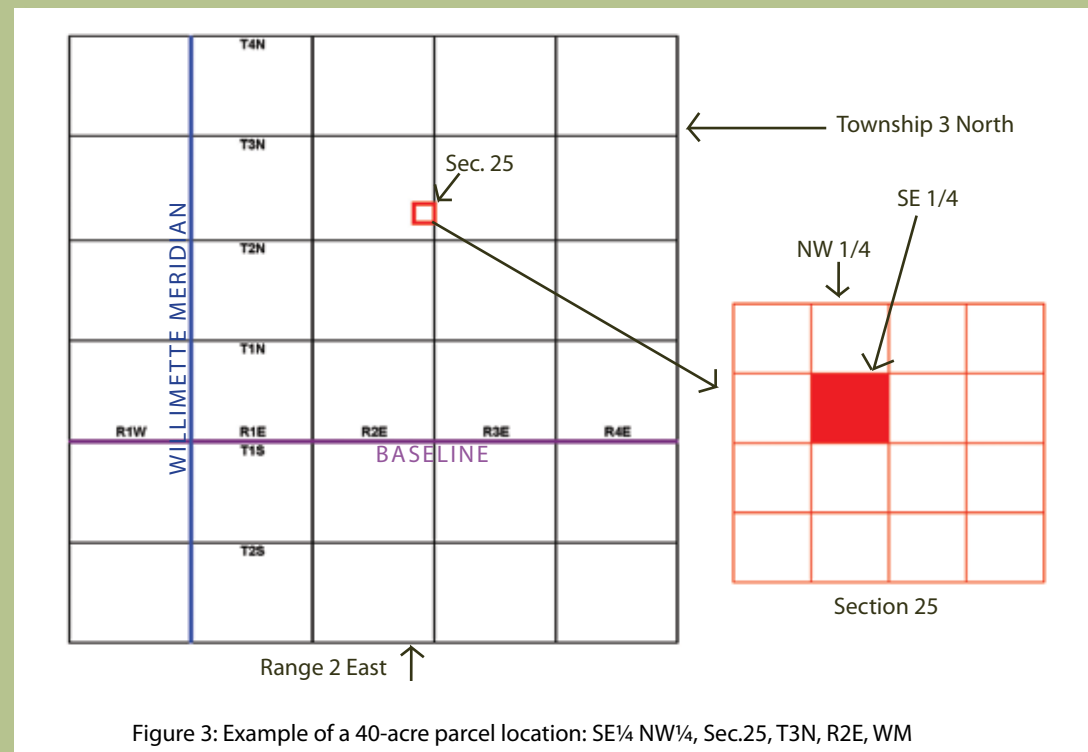 T4N
Township 3 North
T3N
Sec. 25
SE 1/4
NW 1/4
WILLIMETTE MERIDIAN
T2N
T1N
R1W
R1E
R2E
R3E
R4E
T1S
BASELINE
T2S
Section 25
Range 2 East
Figure 3: Example of a 40-acre parcel location: SE¼ NW¼, Sec.25, T3N, R2E, WM